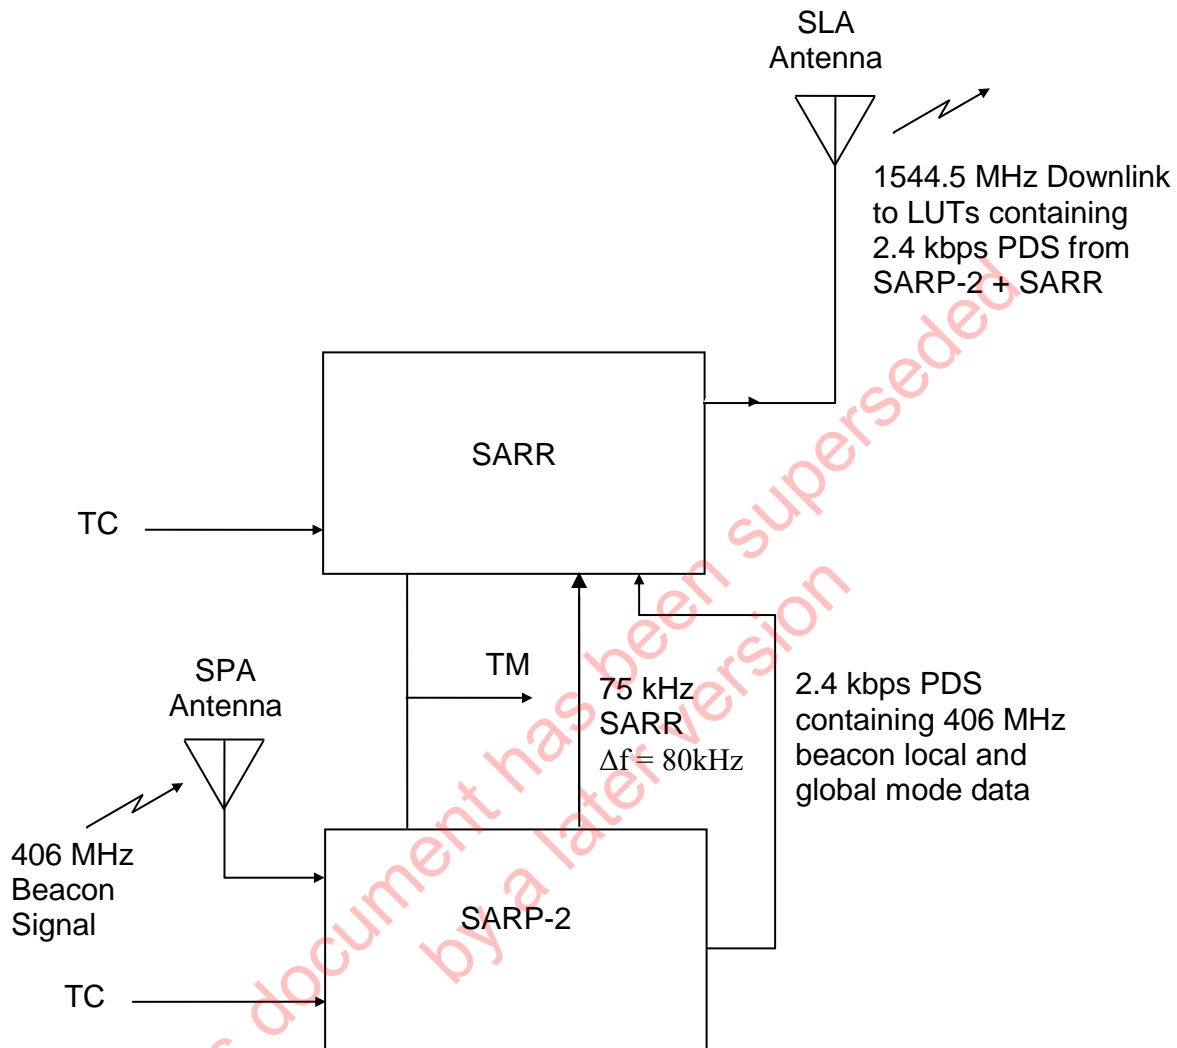 SLA
Antenna
1544.5 MHz Downlink
to LUTs containing
2.4 kbps PDS from
SARP-2 + SARR
SARR
TC
TM
SPA
Antenna
75 kHz
SARR
Δf = 80kHz
2.4 kbps PDS
containing 406 MHz
beacon local and
global mode data
406 MHz
Beacon
Signal
SARP-2
TC
document has been superseded
by a later version